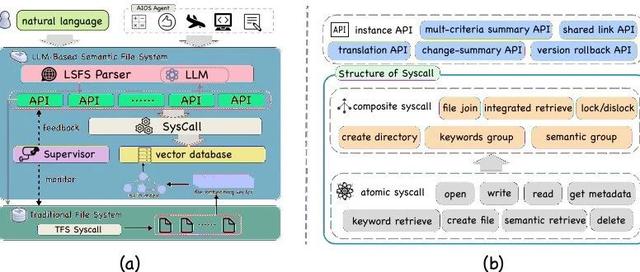 natural language
AIOS Agent
LLM-Based Semantic File System
LSFS Parser
LLM
API API ...... API API
feedback
SysCall
Supervisor
vector database
monitor
Traditional File System
TFS Syscall
......
(a)
API instance API
mult-criteria summary API
shared link API
translation API
change-summary API
version rollback API
Structure of Syscall
composite syscall
file join
integrated retrieve
lock/dislock
create directory
keywords group
semantic group
atomic syscall
open
write
read
get metadata
keyword retrieve
create file
semantic retrieve
delete
(b)